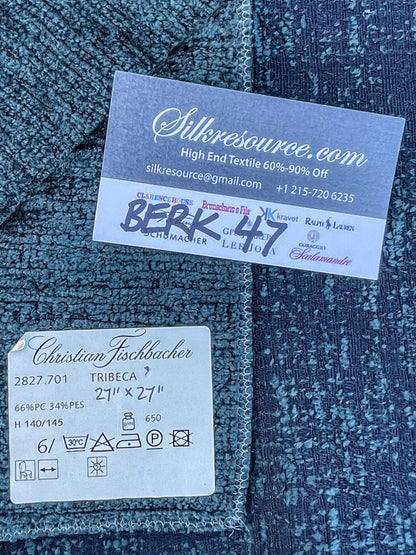 Silkresource.com
High End Textile 60%-90% Off
silkresource@gmail.com +1 215-720 6235
CLARENCE HOUSE Brunschwig & Fils kravet RALPH LAUREN
BERK 47
SCHUMACHER LELIEVRE CORAGGIO Scalamandré
Christian Fischbacher
2827.701 TRIBECA
27" x 27"
66%PC 34%PES
H 140/145 650
6/ 30°C P